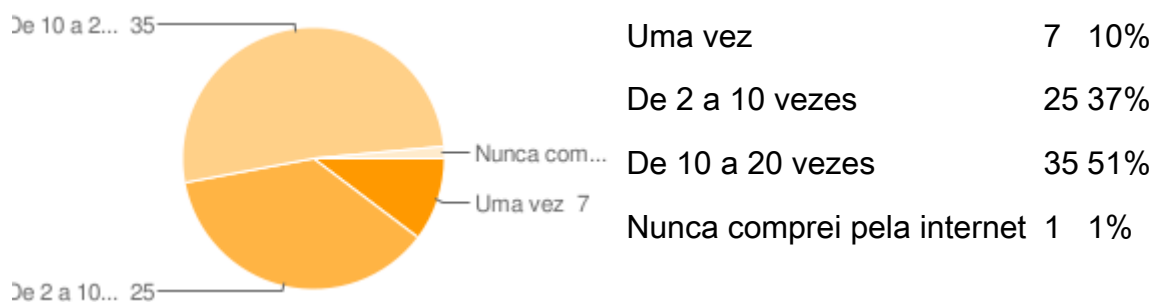 De 10 a 2... 35
Nunca com...
Uma vez 7
De 2 a 10... 25
Uma vez 7 10%
De 2 a 10 vezes 25 37%
De 10 a 20 vezes 35 51%
Nunca comprei pela internet 1 1%